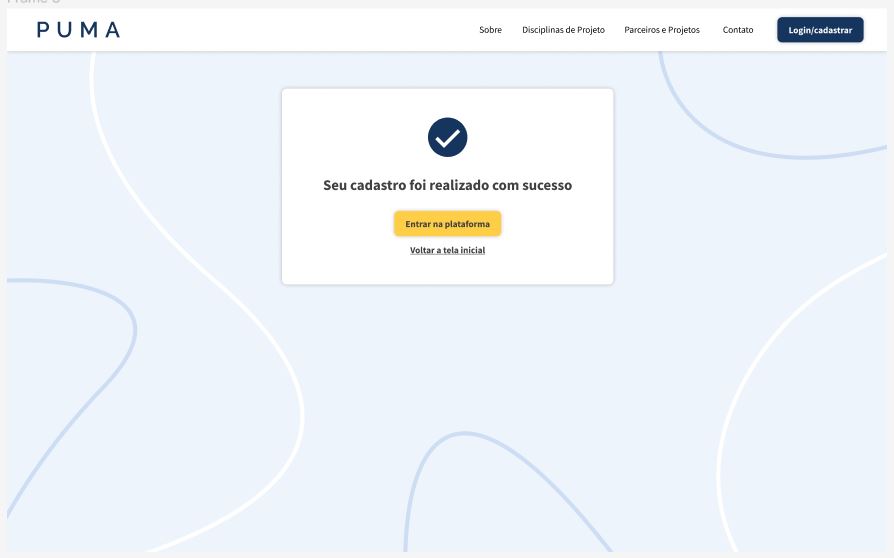 PUMA
Sobre Disciplinas de Projeto Parceiros e Projetos Contato Login/cadastrar
Seu cadastro foi realizado com sucesso
Entrar na plataforma
Voltar a tela inicial